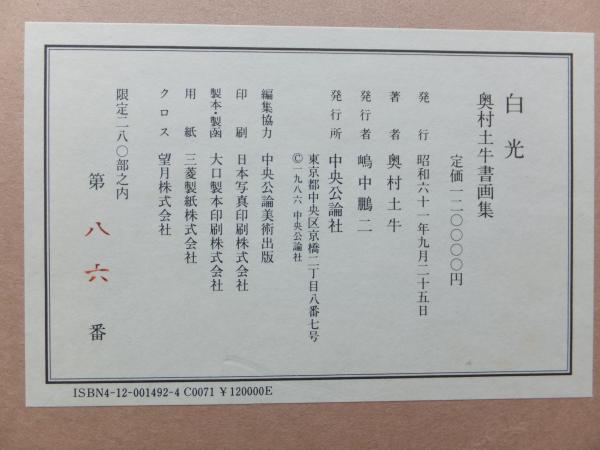 白光
奥村土牛書画集
定価一二〇〇〇〇円
発行 昭和六十一年九月二十五日
著者 奥村土牛
発行者 嶋中鵬二
発行所 中央公論社
東京都中央区京橋二丁目八番七号
©一九八六 中央公論社
編集協力 中央公論美術出版
印刷 日本写真印刷株式会社
製本・製函 大口製本印刷株式会社
用紙 三菱製紙株式会社
クロス 望月株式会社
限定二八〇部之内
第八六番
ISBN4-12-001492-4 C0071 ¥120000E